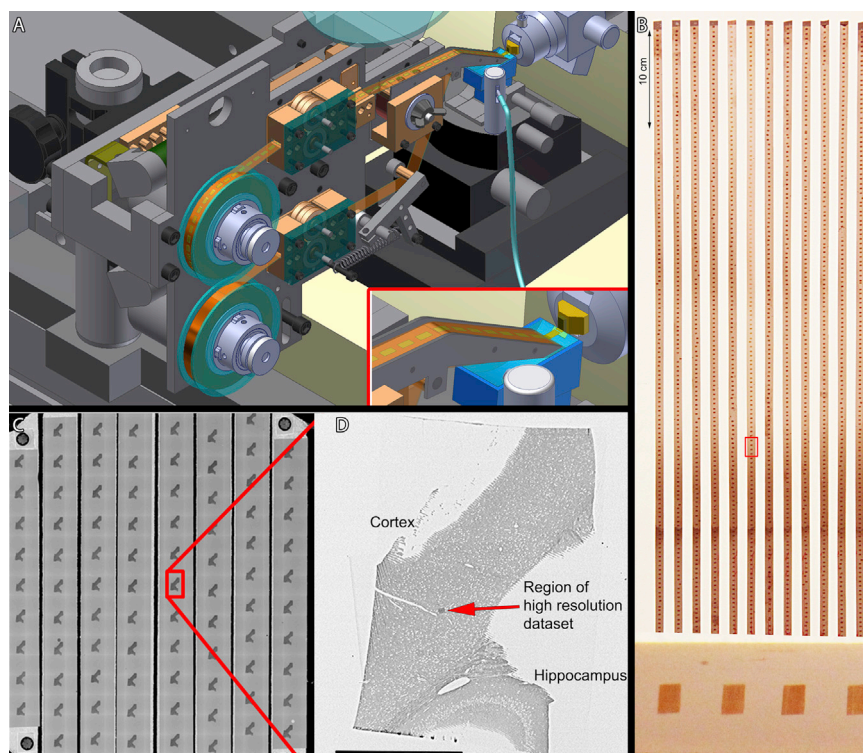 A
B
10 cm
C
D
Cortex
Region of
high resolution
dataset
Hippocampus